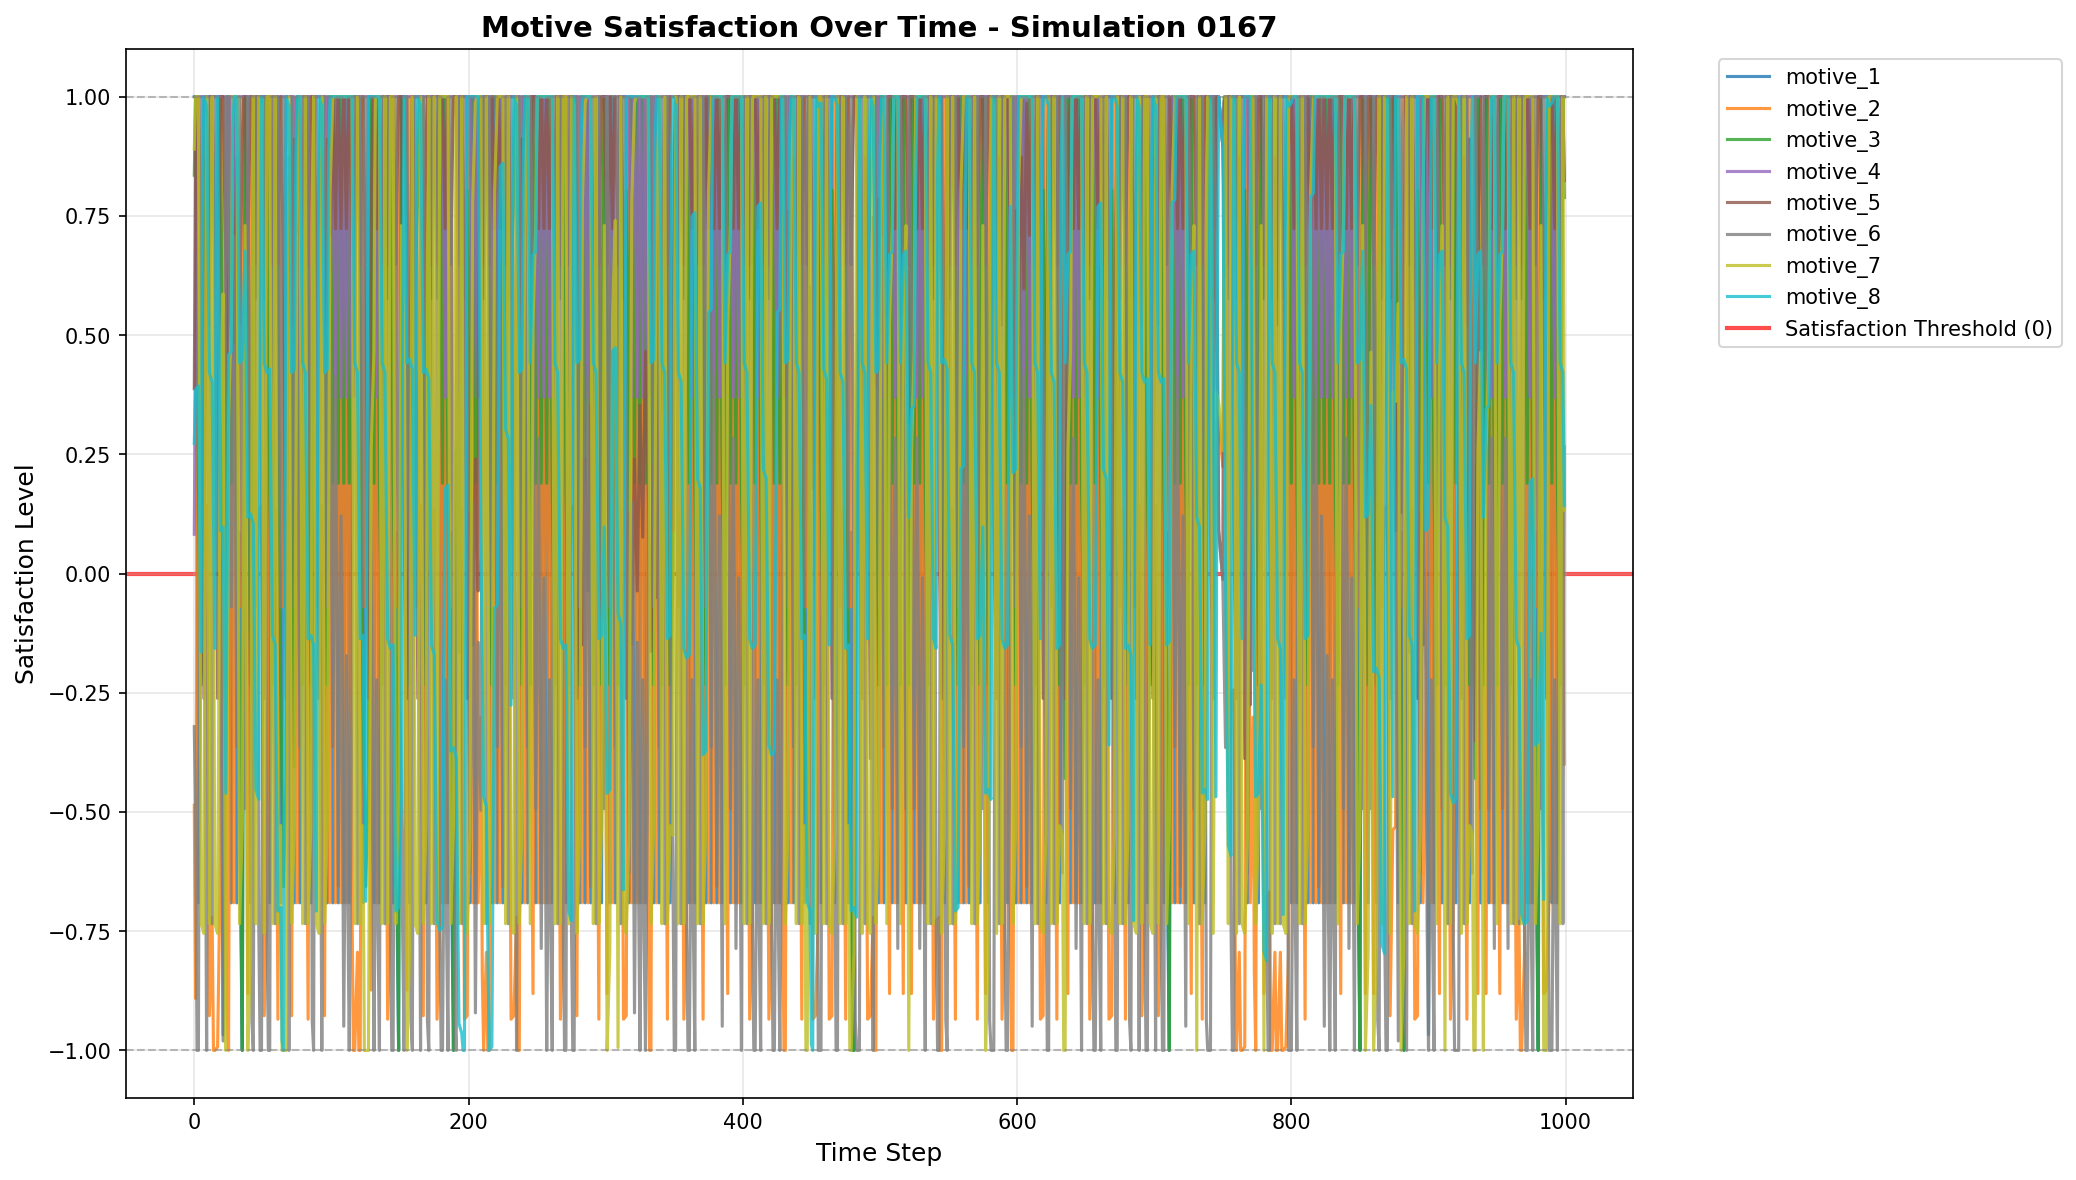 Motive Satisfaction Over Time - Simulation 0167
1.00
0.75
0.50
0.25
0.00
−0.25
−0.50
−0.75
−1.00
Satisfaction Level
0
200
400
600
800
1000
Time Step
motive_1
motive_2
motive_3
motive_4
motive_5
motive_6
motive_7
motive_8
Satisfaction Threshold (0)